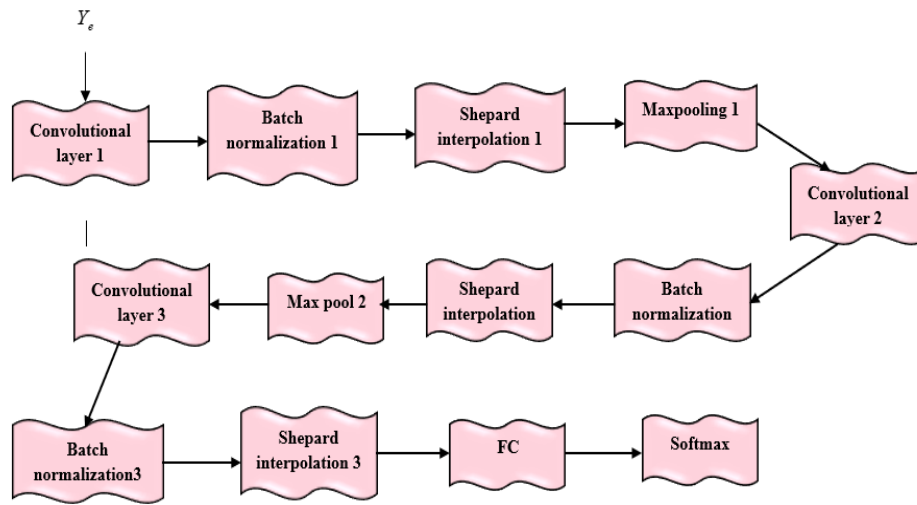 Y_e
Convolutional
layer 1
Batch
normalization 1
Shepard
interpolation 1
Maxpooling 1
Convolutional
layer 2
Batch
normalization
Shepard
interpolation
Max pool 2
Convolutional
layer 3
Batch
normalization3
Shepard
interpolation 3
FC
Softmax